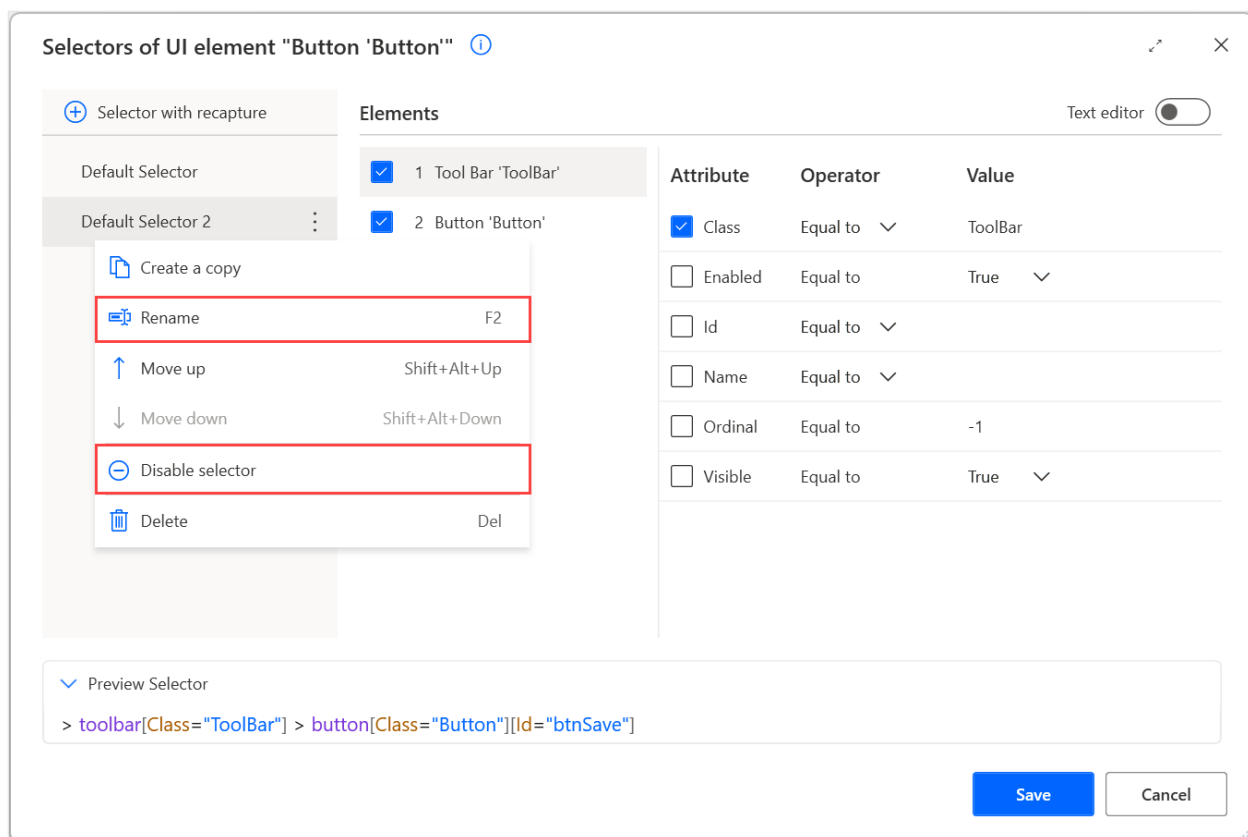 Selectors of UI element "Button 'Button'"
Selector with recapture
Default Selector
Default Selector 2
Create a copy
Rename F2
Move up Shift+Alt+Up
Move down Shift+Alt+Down
Disable selector
Delete Del
Elements
1 Tool Bar 'ToolBar'
2 Button 'Button'
Text editor
Attribute Operator Value
Class Equal to ToolBar
Enabled Equal to True
Id Equal to
Name Equal to
Ordinal Equal to -1
Visible Equal to True
Preview Selector
> toolbar[Class="ToolBar"] > button[Class="Button"][Id="btnSave"]
Save Cancel